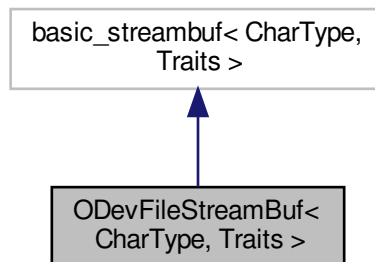 basic_streambuf< CharType,
Traits >
ODevFileStreamBuf<
CharType, Traits >